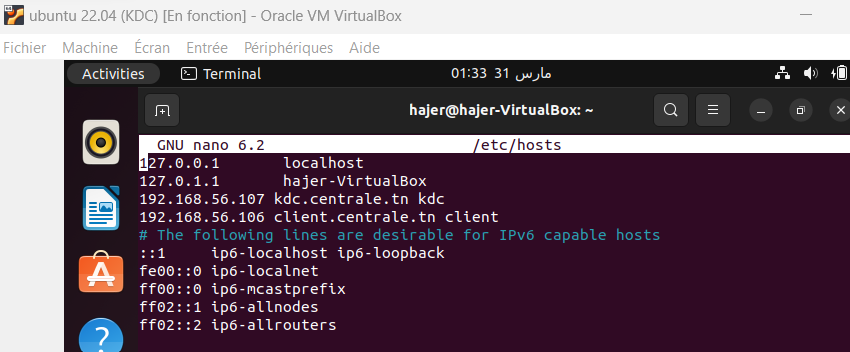 ubuntu 22.04 (KDC) [En fonction] - Oracle VM VirtualBox
Fichier Machine Écran Entrée Périphériques Aide
Activities Terminal 01:33 31 مارس
hajer@hajer-VirtualBox: ~
GNU nano 6.2 /etc/hosts
127.0.0.1 localhost
127.0.1.1 hajer-VirtualBox
192.168.56.107 kdc.centrale.tn kdc
192.168.56.106 client.centrale.tn client
# The following lines are desirable for IPv6 capable hosts
::1 ip6-localhost ip6-loopback
fe00::0 ip6-localnet
ff00::0 ip6-mcastprefix
ff02::1 ip6-allnodes
ff02::2 ip6-allrouters